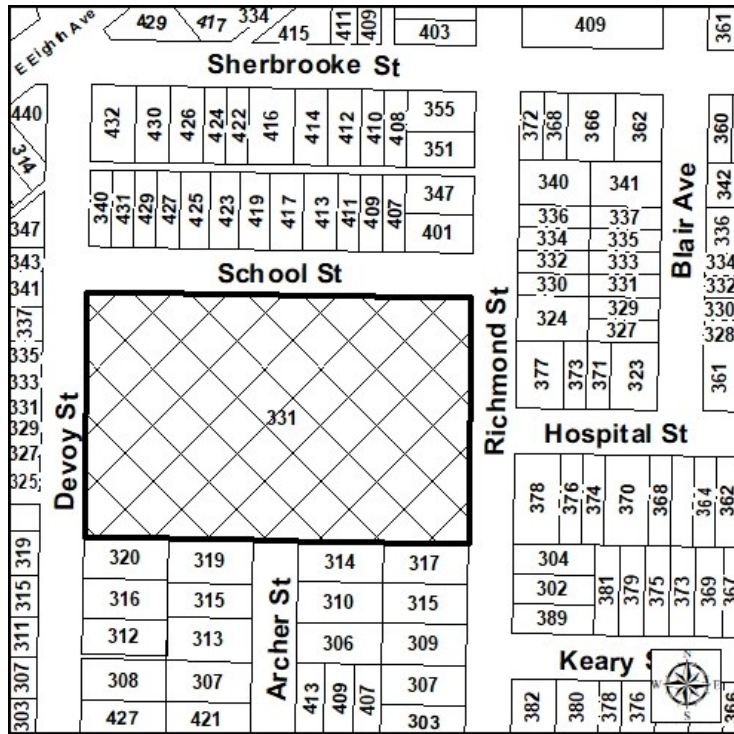 E Eighth Ave
429 417 334 415 411 409 403 409 361
Sherbrooke St
440 432 430 426 424 422 416 414 412 410 408 355 372 368 366 362 360
314 351
340 431 429 427 425 423 419 417 413 411 409 407 347 340 341 342
347 401 336 337 336
343 School St 334 335 Blair Ave 334
341 332 333 332
337 330 331 330
335 324 329 328
327
333 331 Richmond St 377 373 371 323 361
331
329 Devoy St Hospital St
327
325 378 376 374 370 368 364 362
319 320 319 314 317 304
315 316 315 Archer St 310 315 302 381 379 375 373 369 367
311 312 313 306 309 389
307 308 307 413 409 407 307 Keary S
N W E S
303 427 421 303 382 380 378 376 366